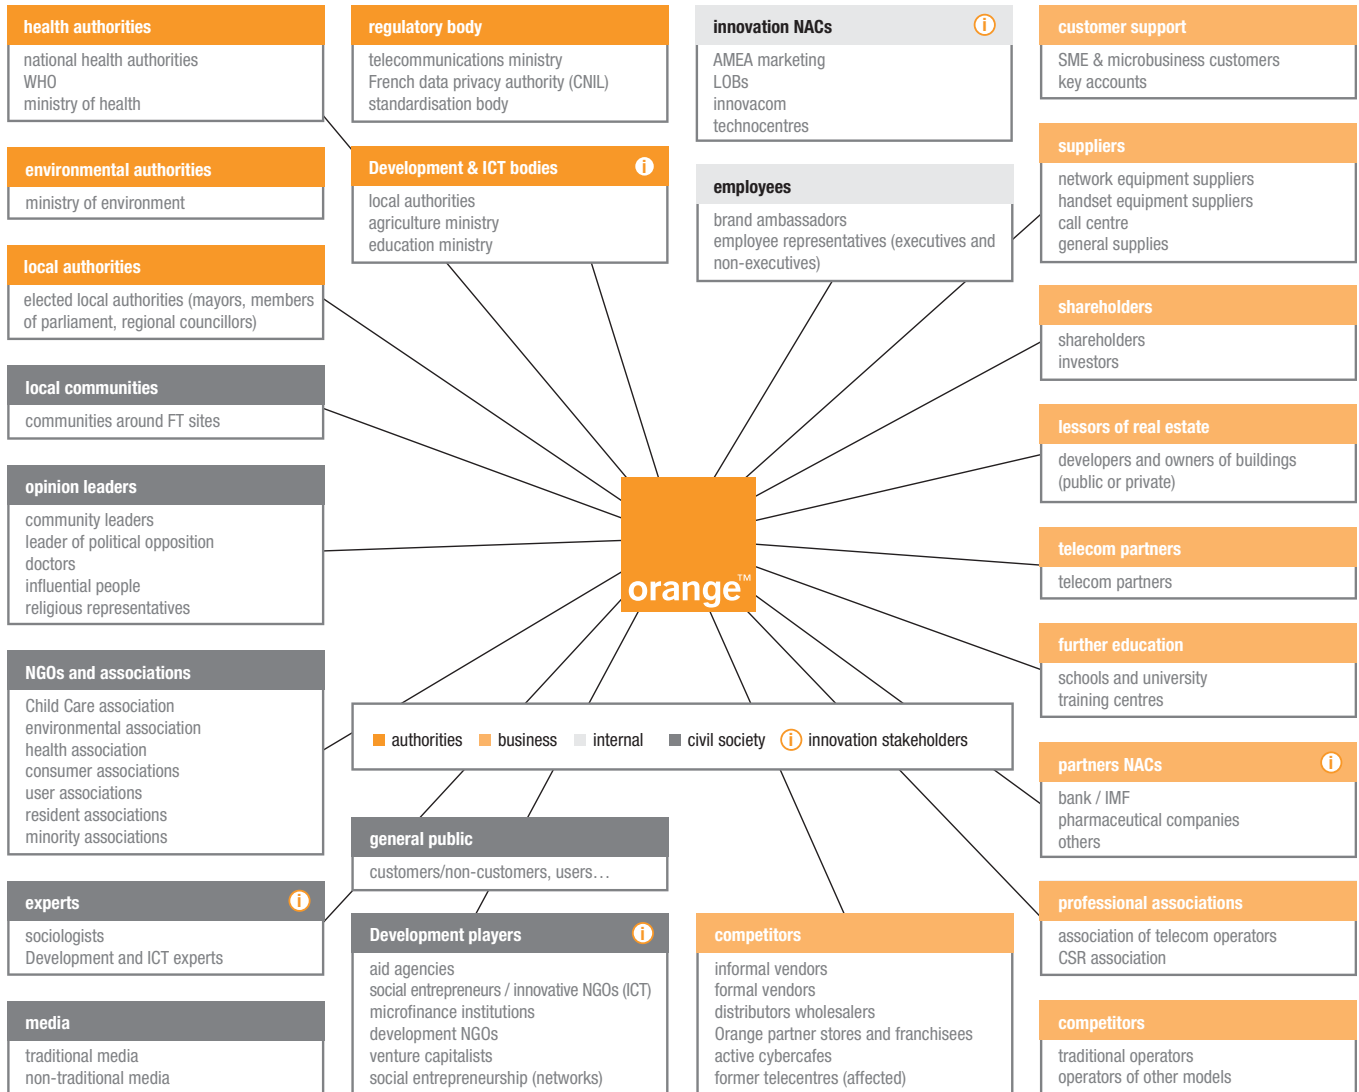 health authorities
national health authorities
WHO
ministry of health
environmental authorities
ministry of environment
local authorities
elected local authorities (mayors, members
of parliament, regional councillors)
local communities
communities around FT sites
opinion leaders
community leaders
leader of political opposition
doctors
influential people
religious representatives
NGOs and associations
Child Care association
environmental association
health association
consumer associations
user associations
resident associations
minority associations
experts
i
sociologists
Development and ICT experts
media
traditional media
non-traditional media
regulatory body
telecommunications ministry
French data privacy authority (CNIL)
standardisation body
Development & ICT bodies
i
local authorities
agriculture ministry
education ministry
innovation NACs
i
AMEA marketing
LOBs
innovacom
technocentres
employees
brand ambassadors
employee representatives (executives and
non-executives)
orange™
authorities business internal civil society i innovation stakeholders
general public
customers/non-customers, users…
Development players
i
aid agencies
social entrepreneurs / innovative NGOs (ICT)
microfinance institutions
development NGOs
venture capitalists
social entrepreneurship (networks)
competitors
informal vendors
formal vendors
distributors wholesalers
Orange partner stores and franchisees
active cybercafes
former telecentres (affected)
customer support
SME & microbusiness customers
key accounts
suppliers
network equipment suppliers
handset equipment suppliers
call centre
general supplies
shareholders
shareholders
investors
lessors of real estate
developers and owners of buildings
(public or private)
telecom partners
telecom partners
further education
schools and university
training centres
partners NACs
i
bank / IMF
pharmaceutical companies
others
professional associations
association of telecom operators
CSR association
competitors
traditional operators
operators of other models